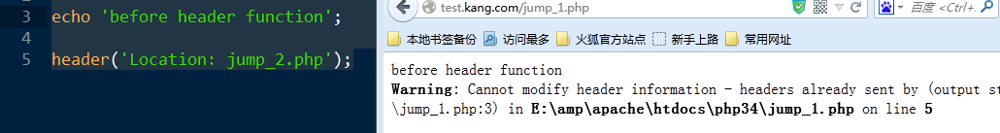 3 echo 'before header function';
4
5 header('Location: jump_2.php');
test.kang.com/jump_1.php
百度 <Ctrl+.
本地书签备份 访问最多 火狐官方站点 新手上路 常用网址
before header function
Warning: Cannot modify header information - headers already sent by (output st
\jump_1.php:3) in E:\amp\apache\htdocs\php34\jump_1.php on line 5